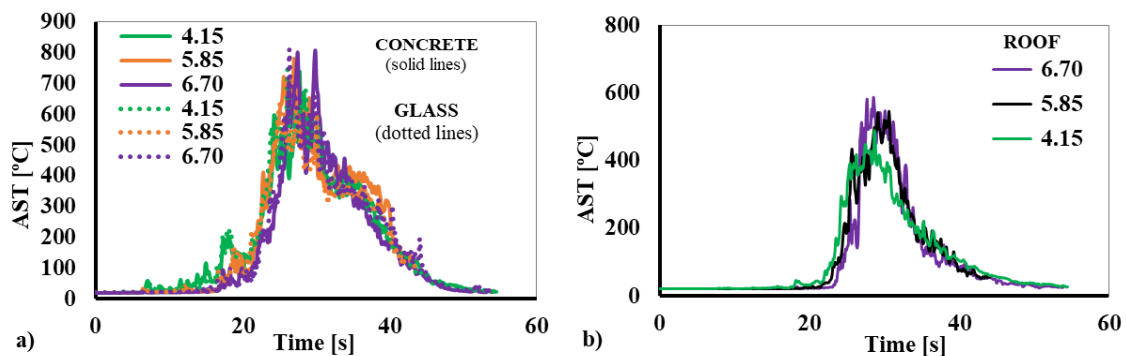 900
800
700
600
500
400
300
200
100
0
AST [ºC]
4.15
5.85
6.70
4.15
5.85
6.70
CONCRETE
(solid lines)
GLASS
(dotted lines)
0 20 40 60
Time [s]
a)
800
600
400
200
0
AST [ºC]
ROOF
6.70
5.85
4.15
0 20 40 60
Time [s]
b)